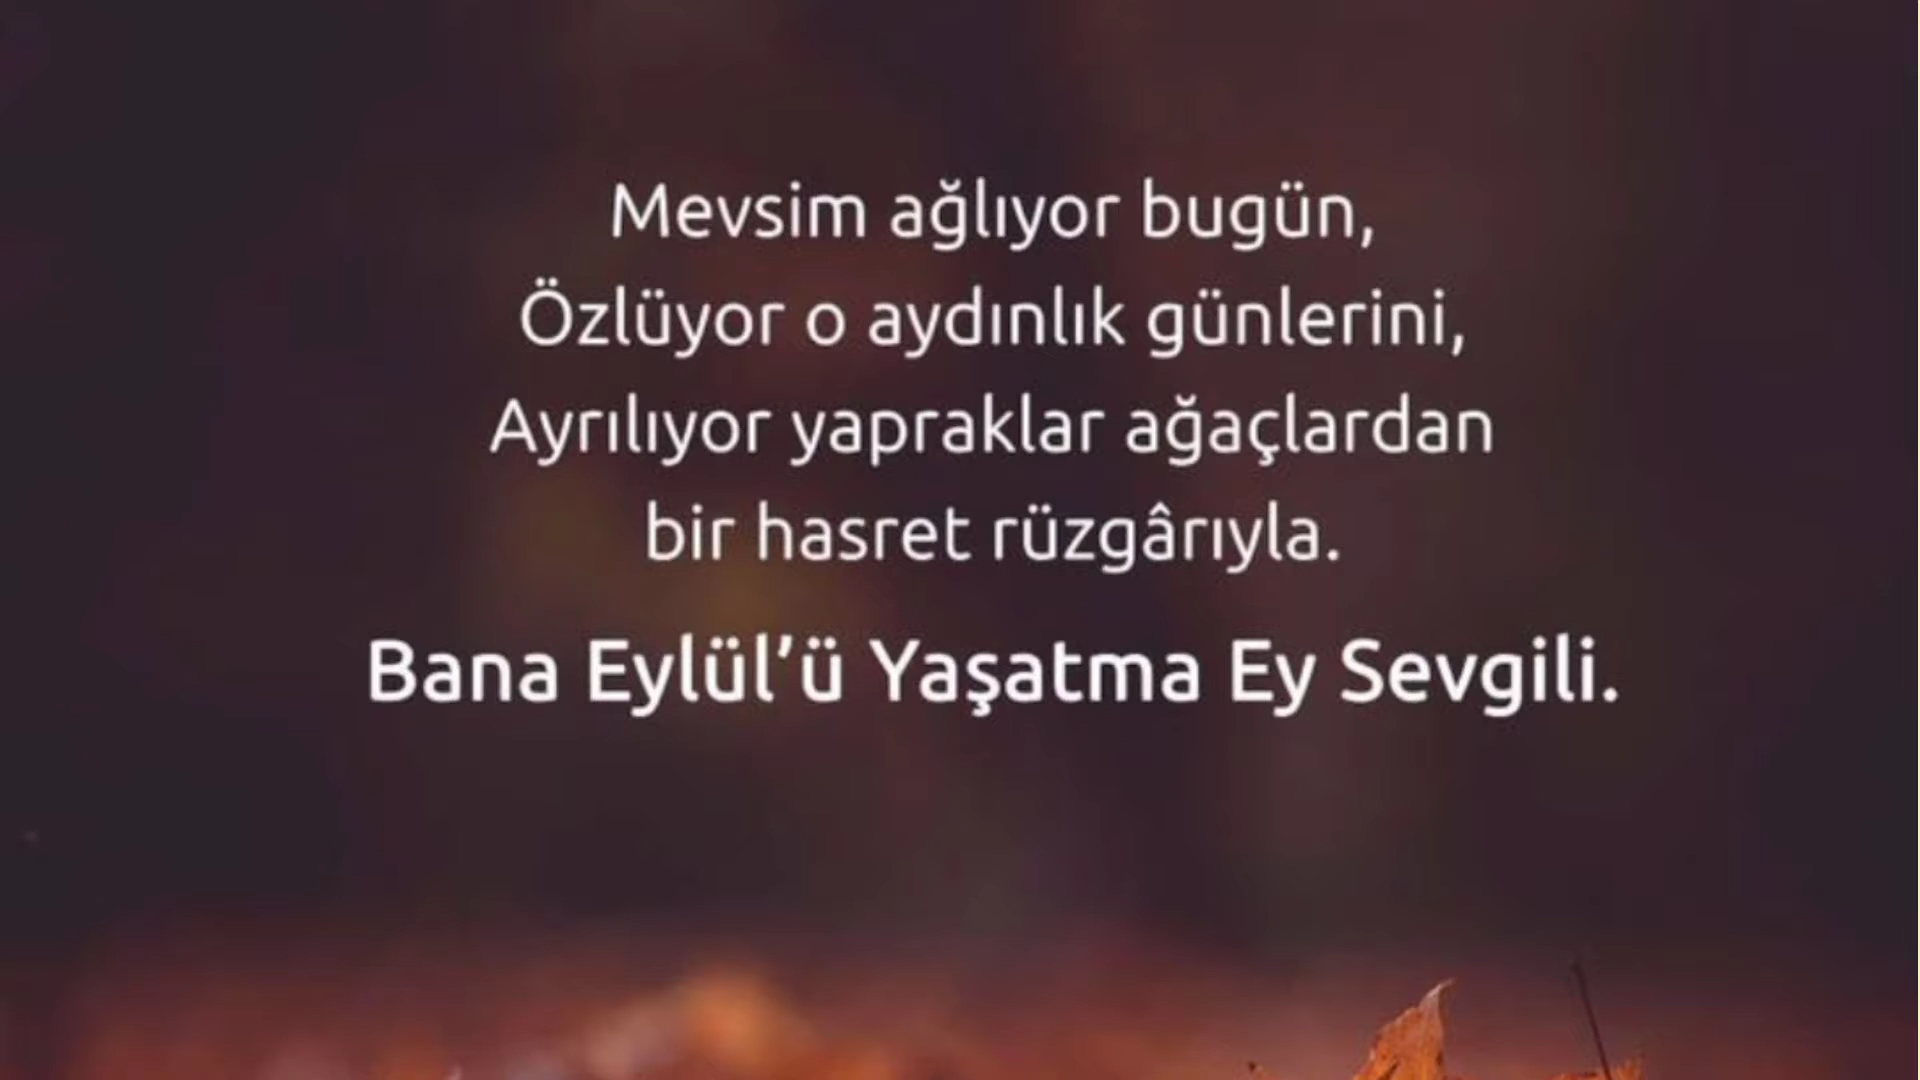 Mevsim ağlıyor bugün,
Özlüyor o aydınlık günlerini,
Ayrılıyor yapraklar ağaçlardan
bir hasret rüzgârıyla.
Bana Eylül’ü Yaşatma Ey Sevgili.